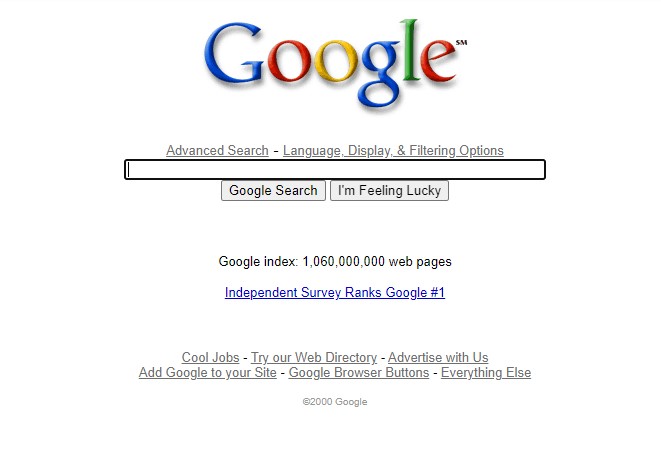 Google℠
Advanced Search - Language, Display, & Filtering Options
Google Search I'm Feeling Lucky
Google index: 1,060,000,000 web pages
Independent Survey Ranks Google #1
Cool Jobs - Try our Web Directory - Advertise with Us
Add Google to your Site - Google Browser Buttons - Everything Else
©2000 Google